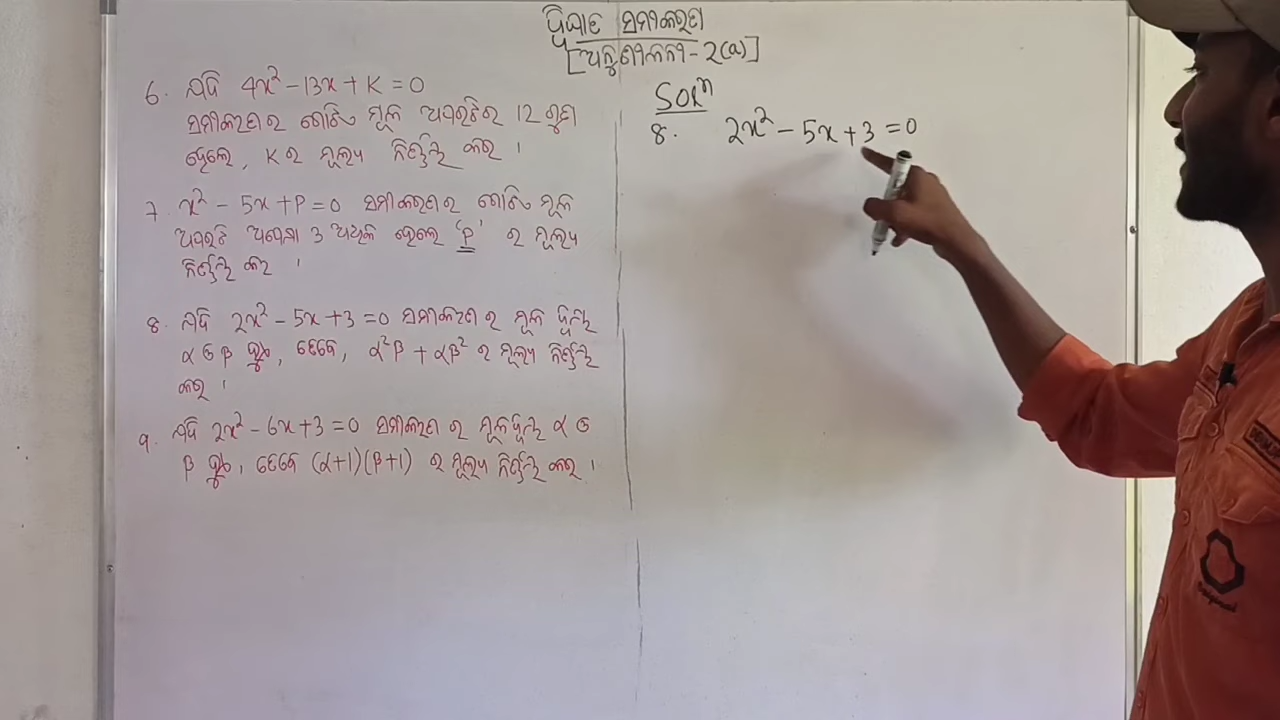 ଦ୍ୱିଘାତ ସମୀକରଣ
[ଅନୁଶୀଳନୀ - ୨(a)]
6. ଯଦି 4x² - 13x + K = 0
ସମୀକରଣର ଗୋଟିଏ ମୂଳ ଅପରଟିର 12 ଗୁଣ
ହେଲେ, K ର ମୂଲ୍ୟ ନିର୍ଣ୍ଣୟ କର ।
7. x² - 5x + P = 0 ସମୀକରଣର ଗୋଟିଏ ମୂଳ
ଅପରଟି ଅପେକ୍ଷା 3 ଅଧିକ ହେଲେ 'P' ର ମୂଲ୍ୟ
ନିର୍ଣ୍ଣୟ କର ।
8. ଯଦି 2x² - 5x + 3 = 0 ସମୀକରଣ ର ମୂଳ ଦ୍ୱୟ
α ଓ β ହୁଏ, ତେବେ, α²β + αβ² ର ମୂଲ୍ୟ ନିର୍ଣ୍ଣୟ
କର ।
9. ଯଦି 2x² - 6x + 3 = 0 ସମୀକରଣ ର ମୂଳଦ୍ୱୟ α ଓ
β ହୁଏ, ତେବେ (α+1)(β+1) ର ମୂଲ୍ୟ ନିର୍ଣ୍ଣୟ କର ।
Solⁿ
8. 2x² - 5x + 3 = 0